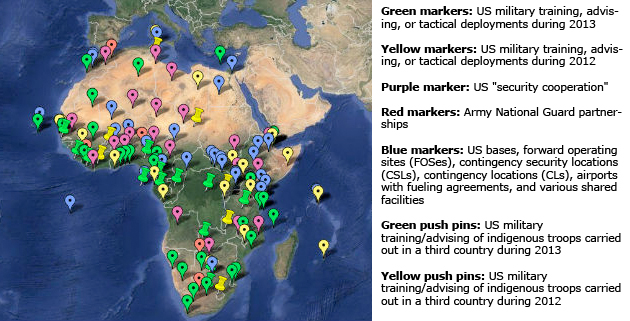 Green markers: US military training, advis-
ing, or tactical deployments during 2013
Yellow markers: US military training, advis-
ing, or tactical deployments during 2012
Purple marker: US "security cooperation"
Red markers: Army National Guard partner-
ships
Blue markers: US bases, forward operating
sites (FOSes), contingency security locations
(CSLs), contingency locations (CLs), airports
with fueling agreements, and various shared
facilities
Green push pins: US military
training/advising of indigenous troops carried
out in a third country during 2013
Yellow push pins: US military
training/advising of indigenous troops carried
out in a third country during 2012